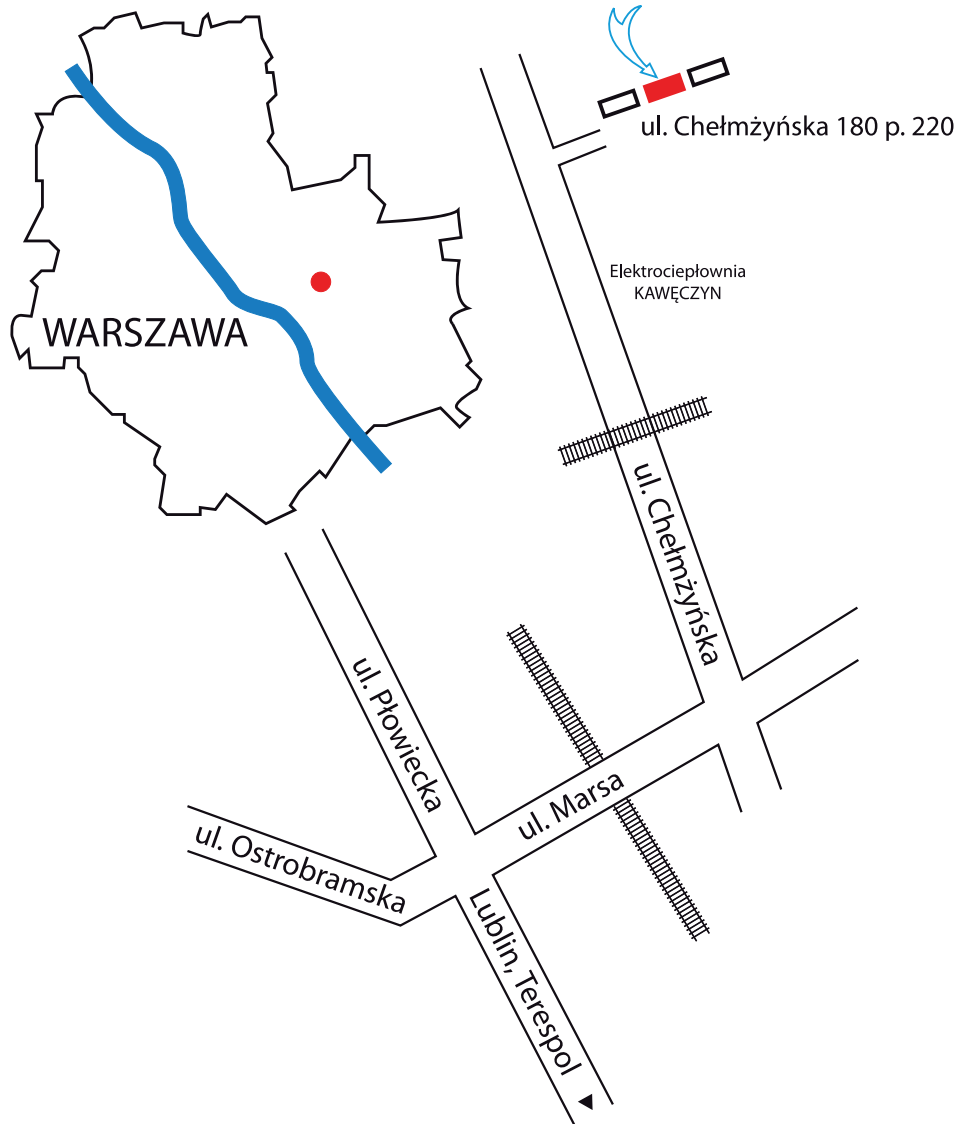 ul. Chełmżyńska 180 p. 220
Elektrociepłownia
KAWĘCZYN
WARSZAWA
ul. Chełmżyńska
ul. Płowiecka
ul. Marsa
ul. Ostrobramska
Lublin, Terespol